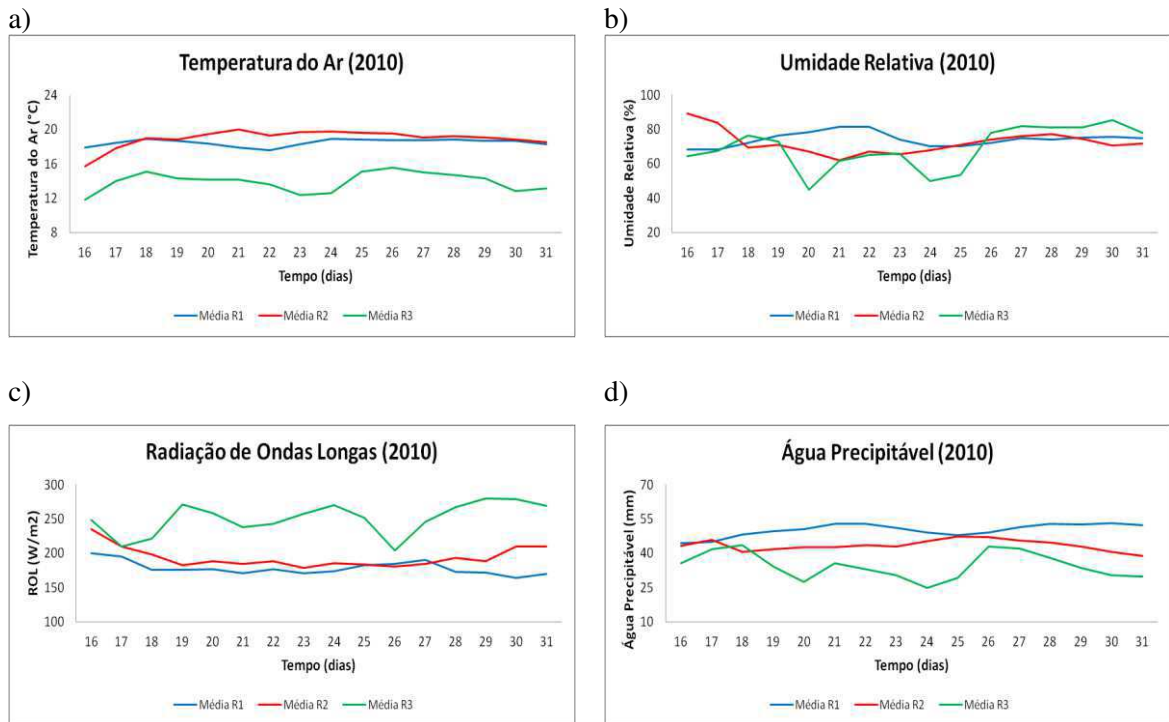 a)
Temperatura do Ar (2010)
Temperatura do Ar (°C)
24
20
16
12
8
16 17 18 19 20 21 22 23 24 25 26 27 28 29 30 31
Tempo (dias)
Média R1 Média R2 Média R3
b)
Umidade Relativa (2010)
Umidade Relativa (%)
100
80
60
40
20
16 17 18 19 20 21 22 23 24 25 26 27 28 29 30 31
Tempo (dias)
Média R1 Média R2 Média R3
c)
Radiação de Ondas Longas (2010)
ROL (W/m2)
300
250
200
150
100
16 17 18 19 20 21 22 23 24 25 26 27 28 29 30 31
Tempo (dias)
Média R1 Média R2 Média R3
d)
Água Precipitável (2010)
Água Precipitável (mm)
70
55
40
25
10
16 17 18 19 20 21 22 23 24 25 26 27 28 29 30 31
Tempo (dias)
Média R1 Média R2 Média R3